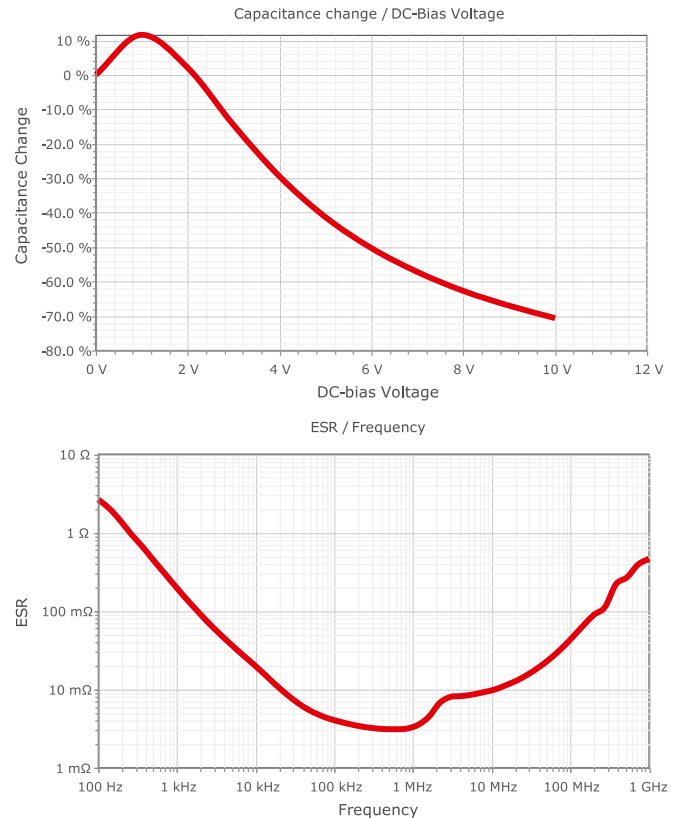 Capacitance change / DC-Bias Voltage
10 %
0 %
-10.0 %
-20.0 %
-30.0 %
-40.0 %
-50.0 %
-60.0 %
-70.0 %
-80.0 %
Capacitance Change
0 V 2 V 4 V 6 V 8 V 10 V 12 V
DC-bias Voltage
ESR / Frequency
10 Ω
1 Ω
100 mΩ
10 mΩ
1 mΩ
ESR
100 Hz 1 kHz 10 kHz 100 kHz 1 MHz 10 MHz 100 MHz 1 GHz
Frequency